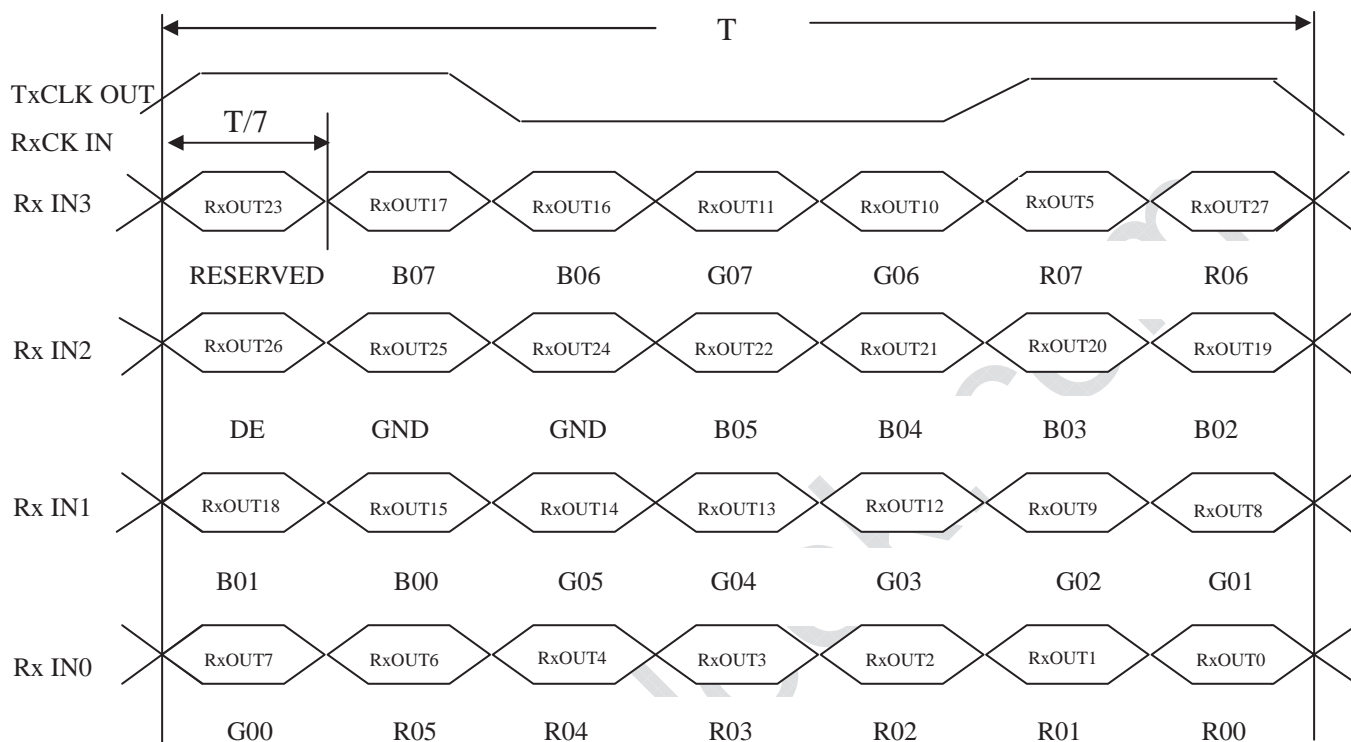 T
TxCLK OUT
T/7
RxCK IN
Rx IN3 RxOUT23 RxOUT17 RxOUT16 RxOUT11 RxOUT10 RxOUT5 RxOUT27
RESERVED B07 B06 G07 G06 R07 R06
Rx IN2 RxOUT26 RxOUT25 RxOUT24 RxOUT22 RxOUT21 RxOUT20 RxOUT19
DE GND GND B05 B04 B03 B02
Rx IN1 RxOUT18 RxOUT15 RxOUT14 RxOUT13 RxOUT12 RxOUT9 RxOUT8
B01 B00 G05 G04 G03 G02 G01
Rx IN0 RxOUT7 RxOUT6 RxOUT4 RxOUT3 RxOUT2 RxOUT1 RxOUT0
G00 R05 R04 R03 R02 R01 R00